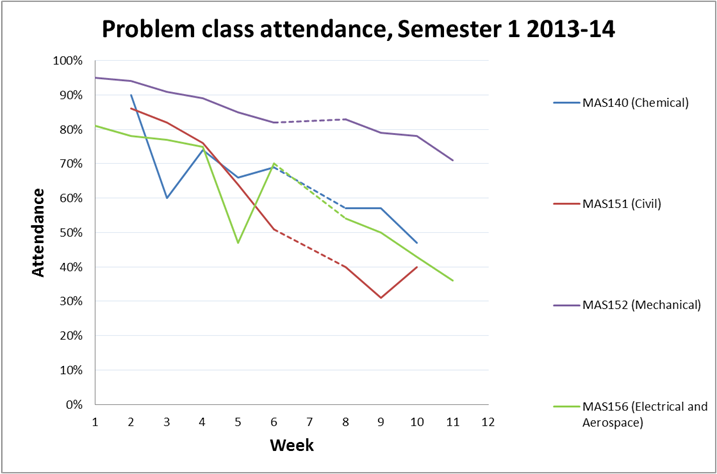 Problem class attendance, Semester 1 2013-14
100%
90%
80%
70%
60%
50%
40%
30%
20%
10%
0%
Attendance
1 2 3 4 5 6 7 8 9 10 11 12
Week
MAS140 (Chemical)
MAS151 (Civil)
MAS152 (Mechanical)
MAS156 (Electrical and
Aerospace)